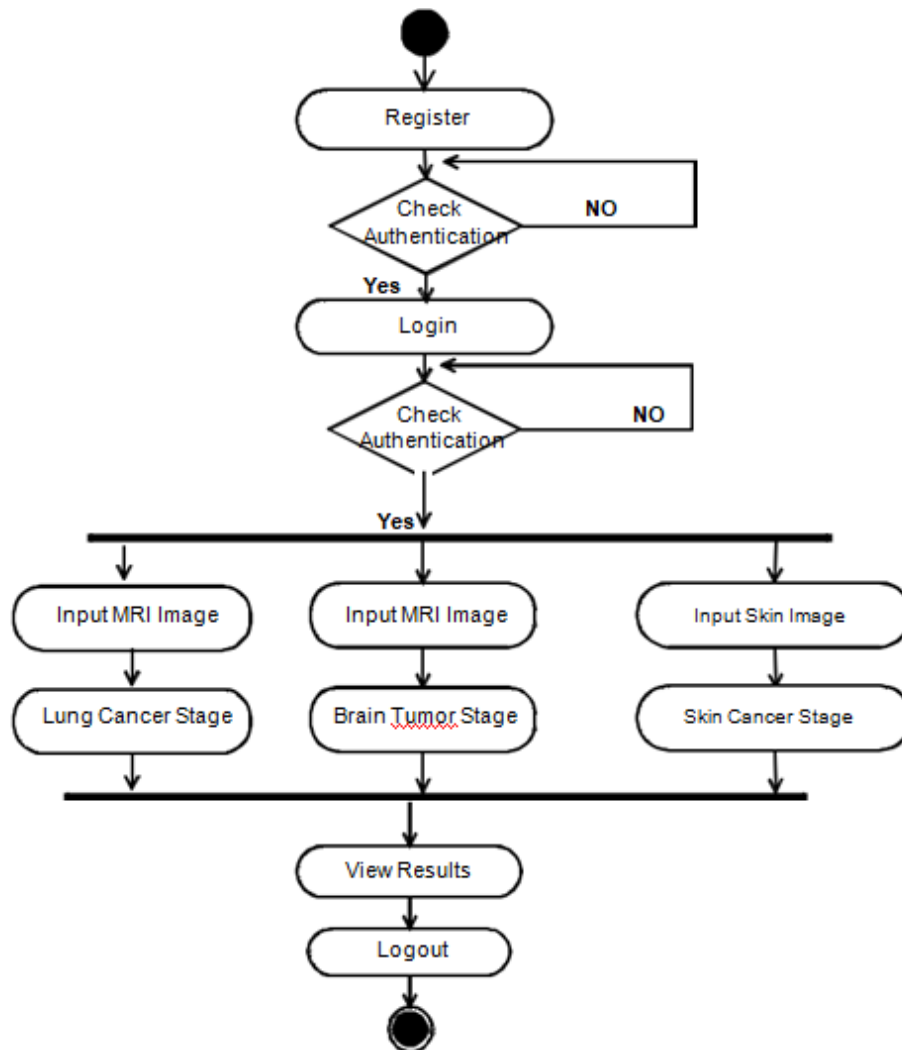 Register
Check
Authentication
NO
Yes
Login
Check
Authentication
NO
Yes
Input MRI Image
Input MRI Image
Input Skin Image
Lung Cancer Stage
Brain Tumor Stage
Skin Cancer Stage
View Results
Logout